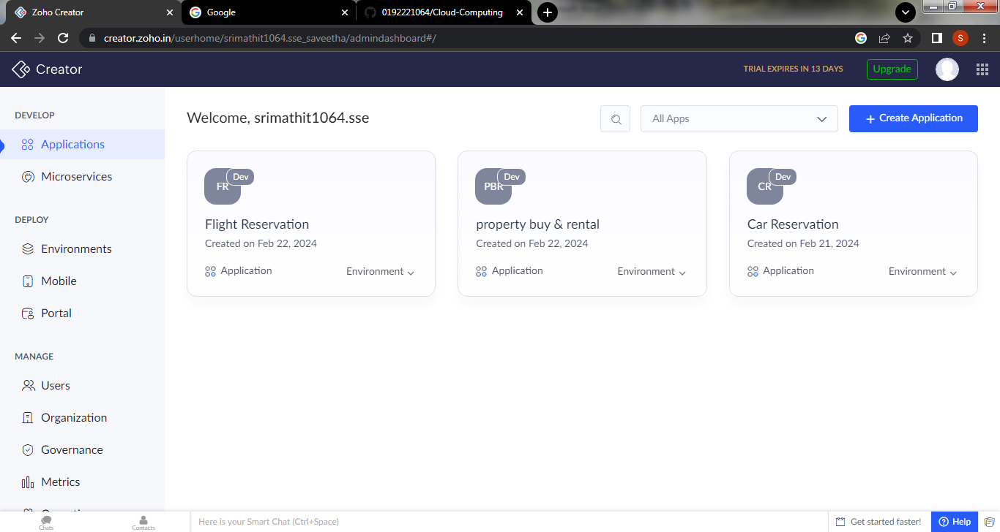 Zoho Creator
Google
0192221064/Cloud-Computing
creator.zoho.in/userhome/srimathit1064.sse_saveetha/admindashboard#/
S
Creator
TRIAL EXPIRES IN 13 DAYS
Upgrade
DEVELOP
Applications
Microservices
DEPLOY
Environments
Mobile
Portal
MANAGE
Users
Organization
Governance
Metrics
Welcome, srimathit1064.sse
All Apps
+ Create Application
FR
Dev
Flight Reservation
Created on Feb 22, 2024
Application
Environment
PBR
Dev
property buy & rental
Created on Feb 22, 2024
Application
Environment
CR
Dev
Car Reservation
Created on Feb 21, 2024
Application
Environment
Chats
Contacts
Here is your Smart Chat (Ctrl+Space)
Get started faster!
Help